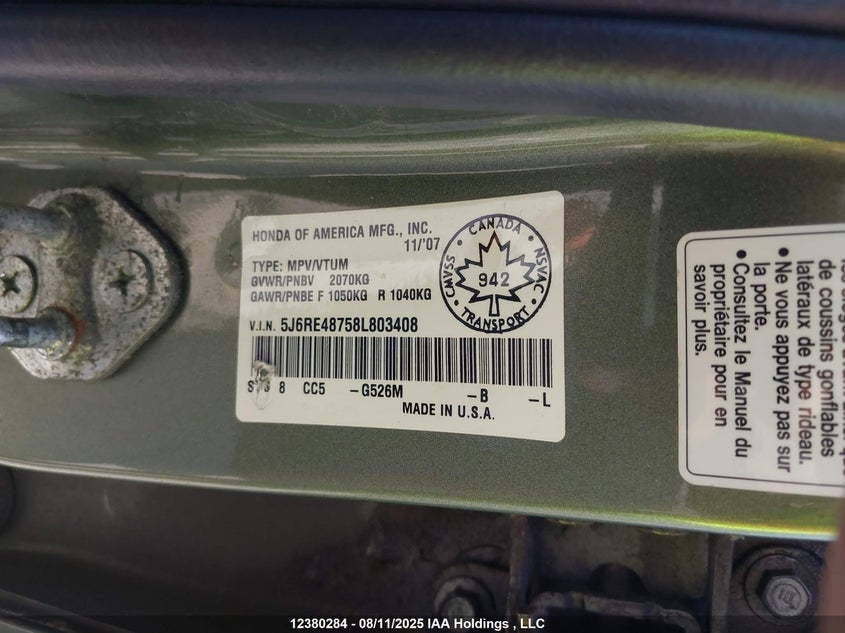 HONDA OF AMERICA MFG., INC.
11/'07
TYPE: MPV/VTUM
GVWR/PNBV 2070KG
GAWR/PNBE F 1050KG R 1040KG
V.I.N. 5J6RE48758L803408
8 CC5 -G526M -B -L
MADE IN U.S.A.
CANADA
CMVSS 942 NSVAC
TRANSPORT
de coussins gonflables
latéraux de type rideau.
• Ne vous appuyez pas sur
la porte.
• Consultez le Manuel du
propriétaire pour en
savoir plus.
12380284 - 08/11/2025 IAA Holdings , LLC